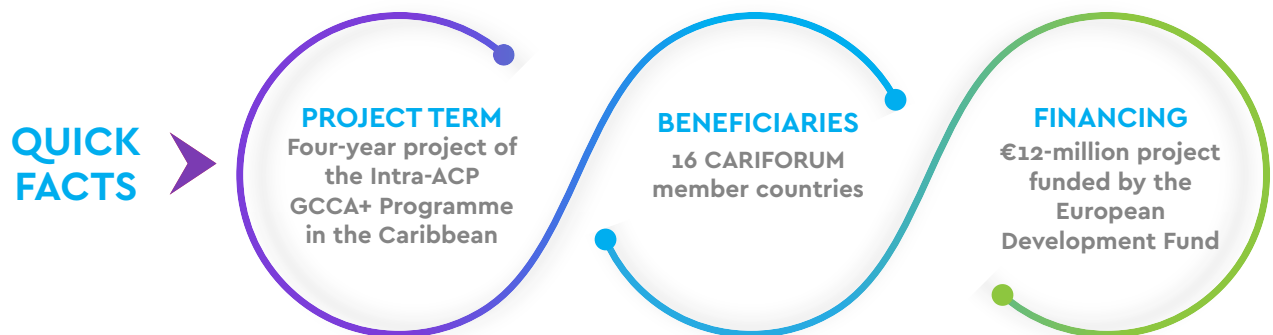 QUICK
FACTS
PROJECT TERM
Four-year project of
the Intra-ACP
GCCA+ Programme
in the Caribbean
BENEFICIARIES
16 CARIFORUM
member countries
FINANCING
€12-million project
funded by the
European
Development Fund